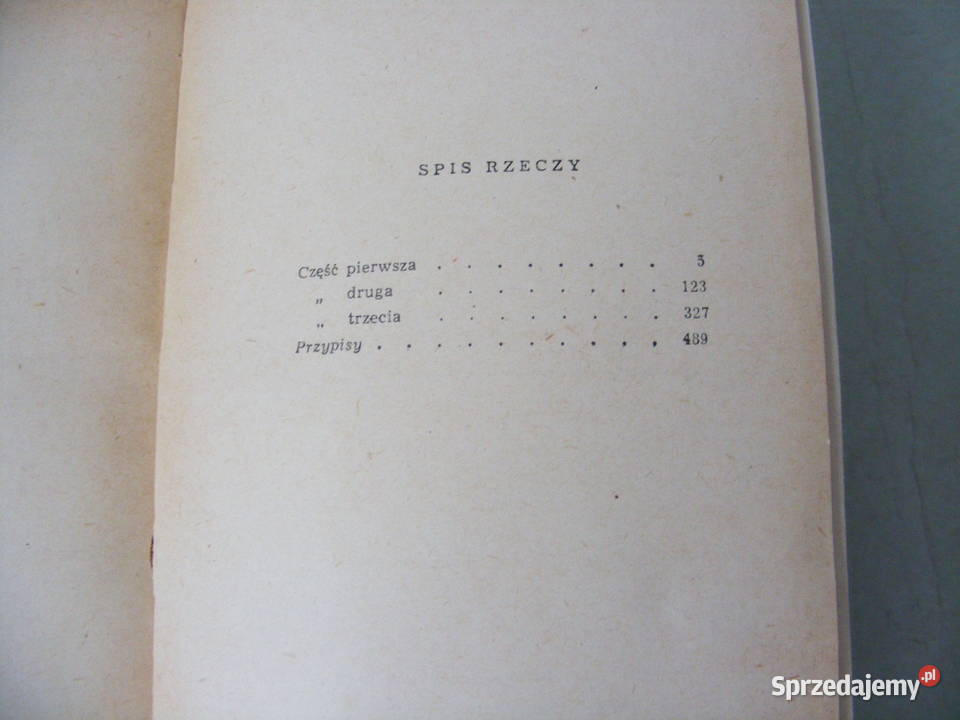 SPIS RZECZY
Część pierwsza . . . . . . . . 5
„ druga . . . . . . . . 123
„ trzecia . . . . . . . . 327
Przypisy . . . . . . . . . . 489
Sprzedajemy.pl